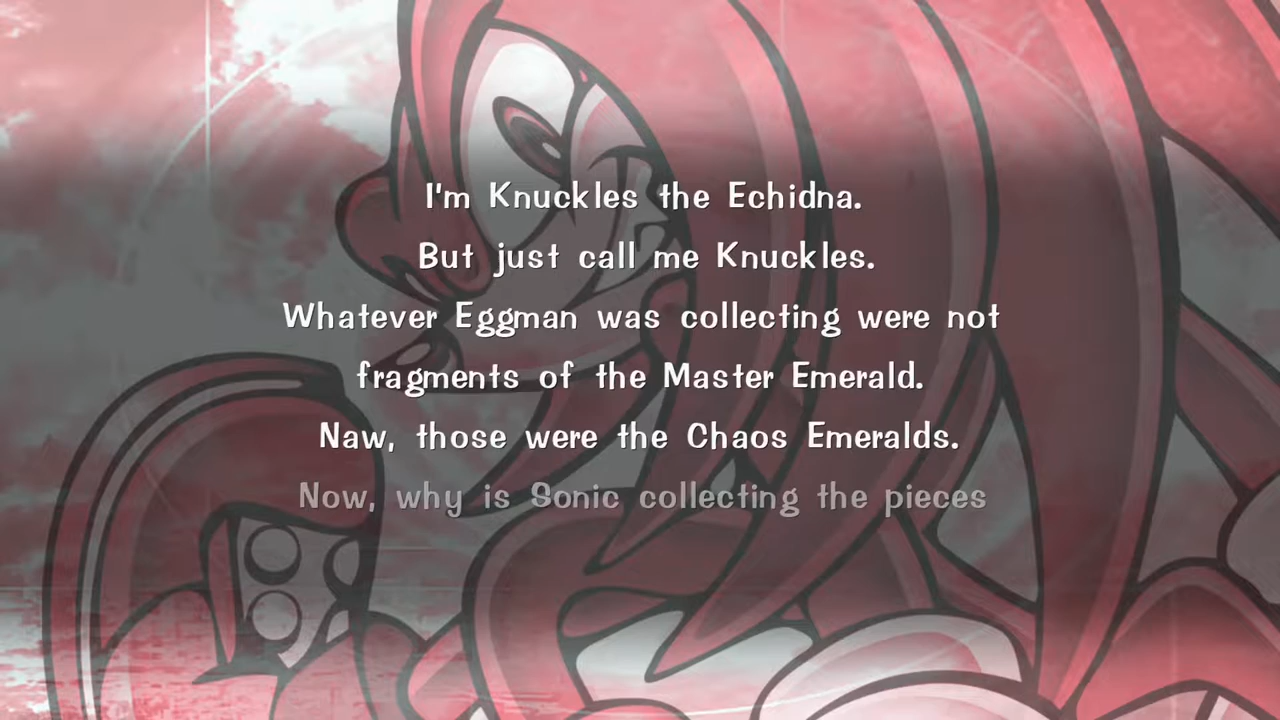 I'm Knuckles the Echidna.
But just call me Knuckles.
Whatever Eggman was collecting were not
fragments of the Master Emerald.
Naw, those were the Chaos Emeralds.
Now, why is Sonic collecting the pieces